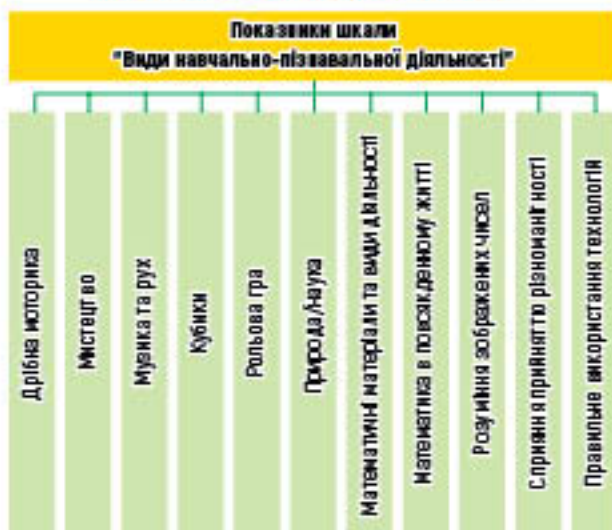 Показники шкали
"Види навчально-пізнавальної діяльності"
Дрібна моторика
Мистецтво
Музика та рух
Кубики
Рольова гра
Природа/наука
Математичні матеріали та види діяльності
Математика в повсякденному житті
Розуміння зображених чисел
Сприяння прийняттю різноманітності
Правильне використання технологій